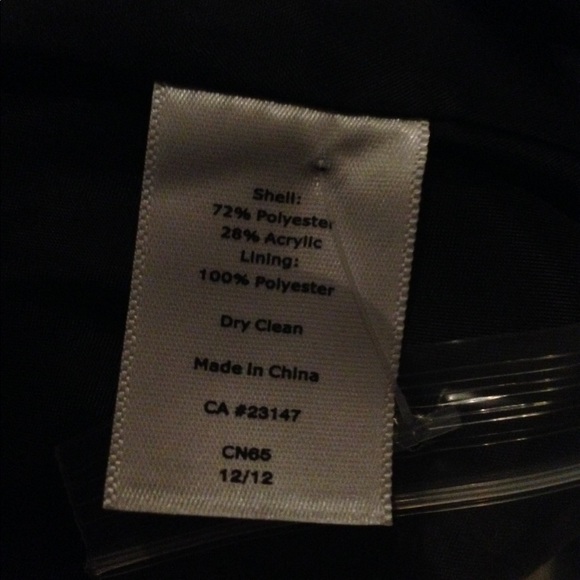 Shell:
72% Polyester
28% Acrylic
Lining:
100% Polyester
Dry Clean
Made in China
CA #23147
CN65
12/12